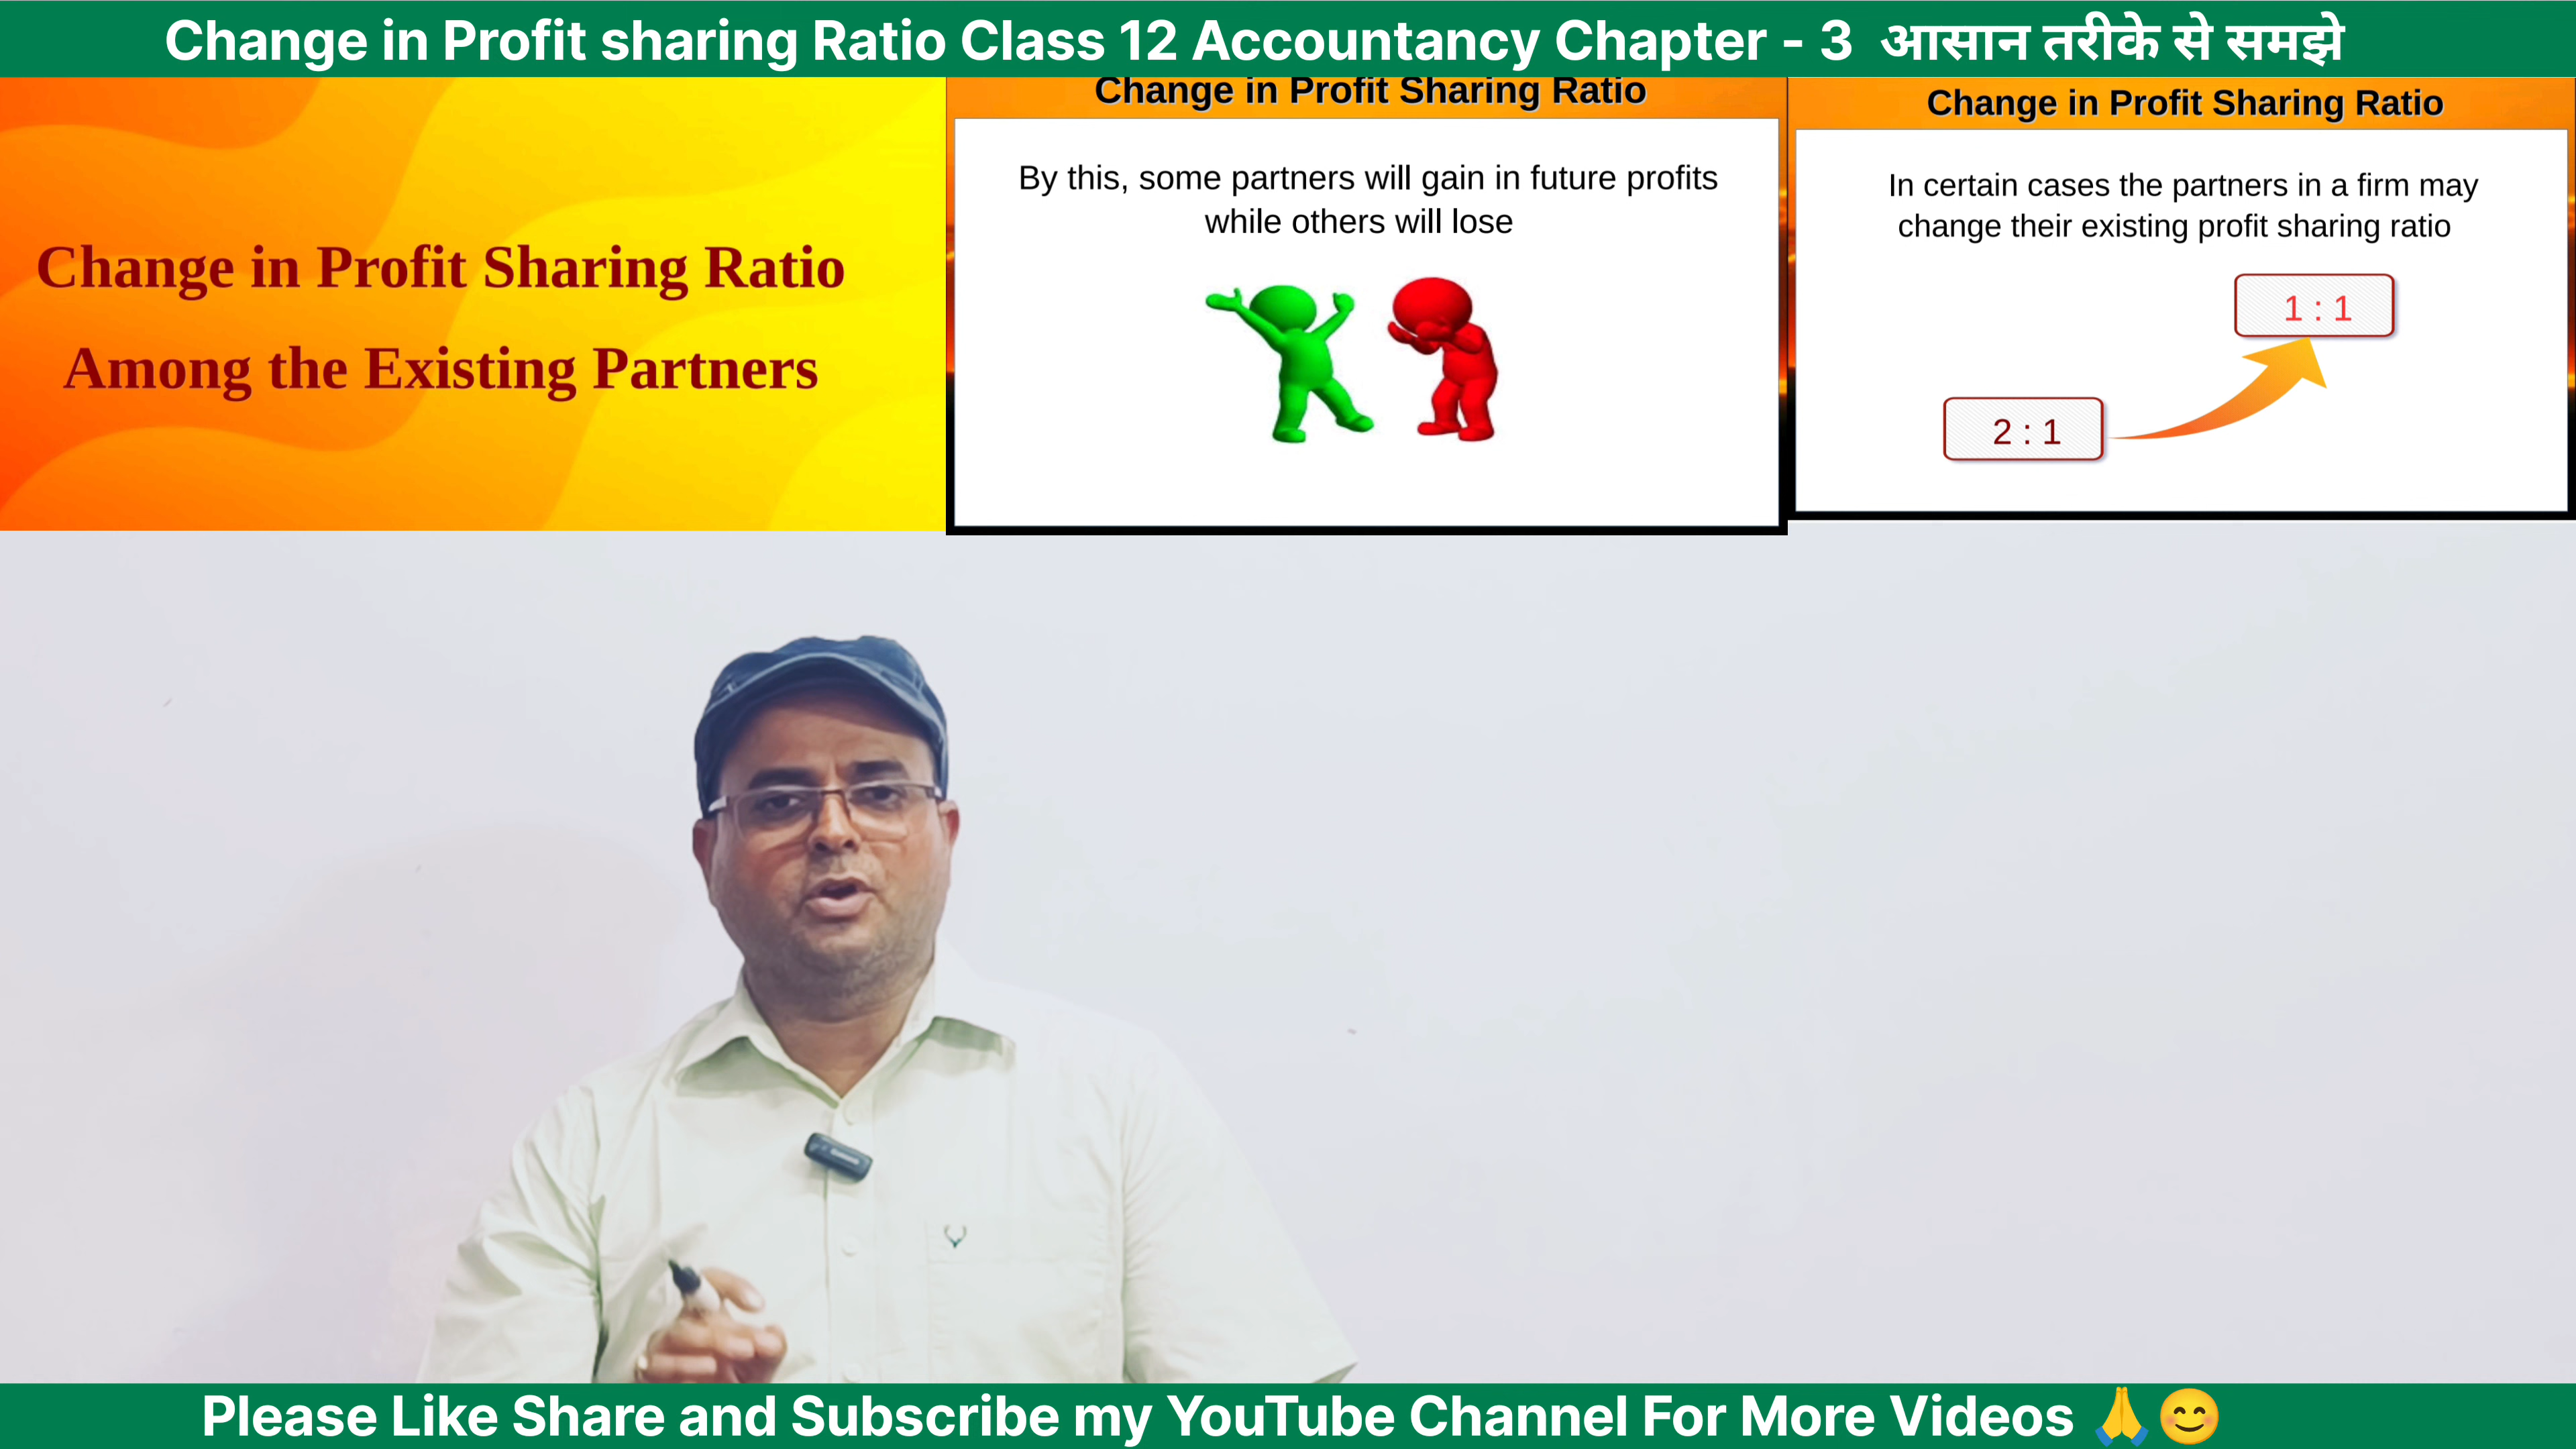 Change in Profit sharing Ratio Class 12 Accountancy Chapter - 3 आसान तरीके से समझे
Change in Profit Sharing Ratio
Among the Existing Partners
Change in Profit Sharing Ratio
By this, some partners will gain in future profits
while others will lose
Change in Profit Sharing Ratio
In certain cases the partners in a firm may
change their existing profit sharing ratio
1 : 1
2 : 1
Please Like Share and Subscribe my YouTube Channel For More Videos 🙏😊